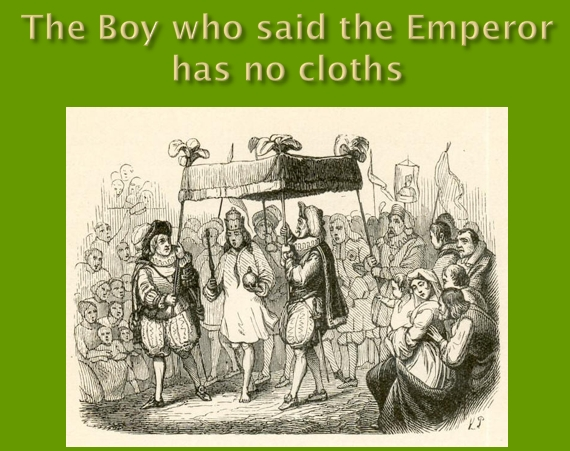 The Boy who said the Emperor
has no cloths